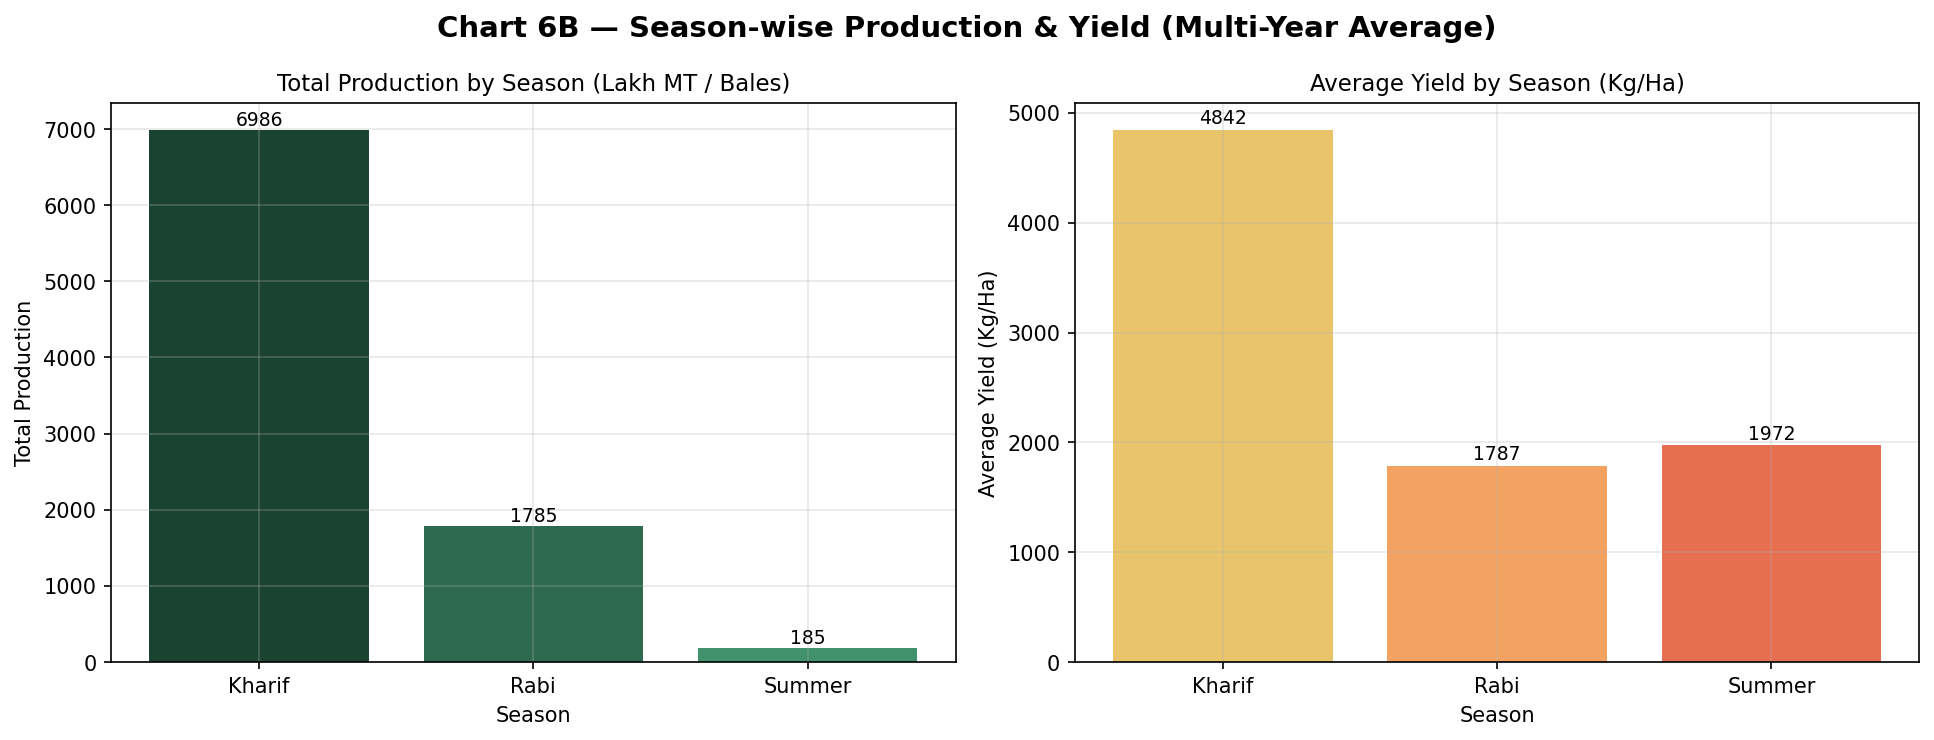 Chart 6B — Season-wise Production & Yield (Multi-Year Average)
Total Production by Season (Lakh MT / Bales)
Total Production
7000
6000
5000
4000
3000
2000
1000
0
6986
1785
185
Kharif
Rabi
Summer
Season
Average Yield by Season (Kg/Ha)
Average Yield (Kg/Ha)
5000
4000
3000
2000
1000
0
4842
1787
1972
Kharif
Rabi
Summer
Season